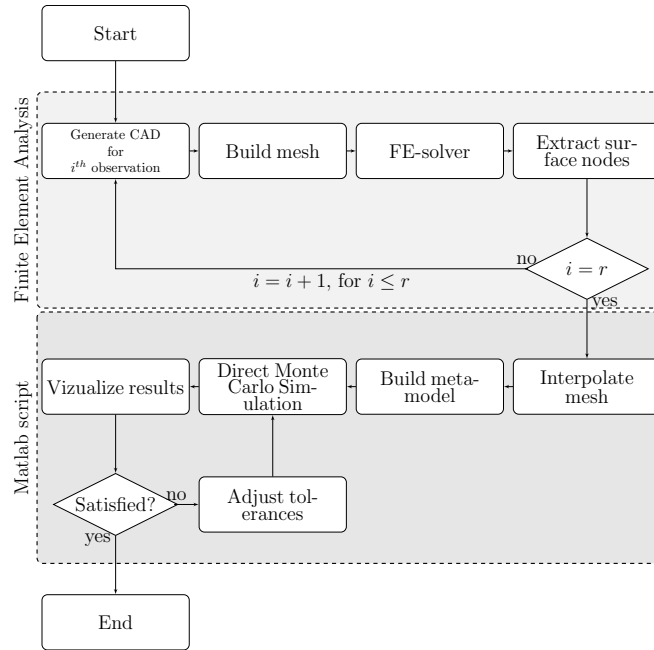 Start
Finite Element Analysis
Generate CAD
for
i^{th} observation
Build mesh
FE-solver
Extract sur-
face nodes
no
i = r
i = i + 1, for i ≤ r
yes
Matlab script
Vizualize results
Direct Monte
Carlo Sim-
ulation
Build meta-
model
Interpolate
mesh
Satisfied?
no
Adjust tol-
erances
yes
End